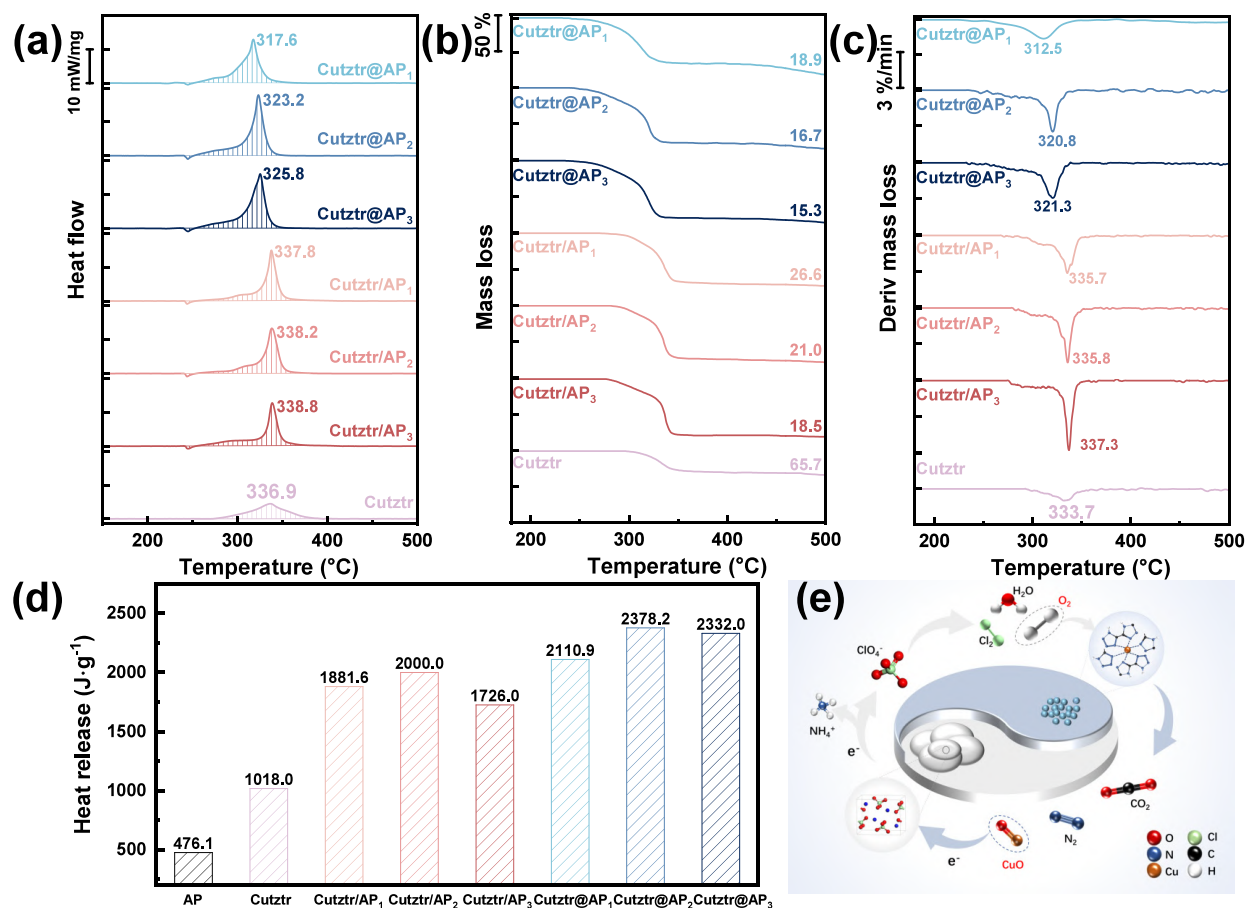 (a)
10 mW/mg
Heat flow
317.6
Cutztr@AP₁
323.2
Cutztr@AP₂
325.8
Cutztr@AP₃
337.8
Cutztr/AP₁
338.2
Cutztr/AP₂
338.8
Cutztr/AP₃
336.9
Cutztr
200 300 400 500
Temperature (°C)
(b)
50 %
Mass loss
Cutztr@AP₁
18.9
Cutztr@AP₂
16.7
Cutztr@AP₃
15.3
Cutztr/AP₁
26.6
Cutztr/AP₂
21.0
Cutztr/AP₃
18.5
Cutztr
65.7
200 300 400 500
Temperature (°C)
(c)
3 %/min
Deriv mass loss
Cutztr@AP₁
312.5
Cutztr@AP₂
320.8
Cutztr@AP₃
321.3
Cutztr/AP₁
335.7
Cutztr/AP₂
335.8
Cutztr/AP₃
337.3
Cutztr
333.7
200 300 400 500
Temperature (°C)
(d)
Heat release (J·g⁻¹)
2500
2000
1500
1000
500
476.1
1018.0
1881.6
2000.0
1726.0
2110.9
2378.2
2332.0
AP Cutztr Cutztr/AP₁ Cutztr/AP₂ Cutztr/AP₃ Cutztr@AP₁ Cutztr@AP₂ Cutztr@AP₃
(e)
H₂O
O₂
Cl₂
ClO₄⁻
NH₄⁺
e⁻
CO₂
N₂
CuO
e⁻
O Cl
N C
Cu H